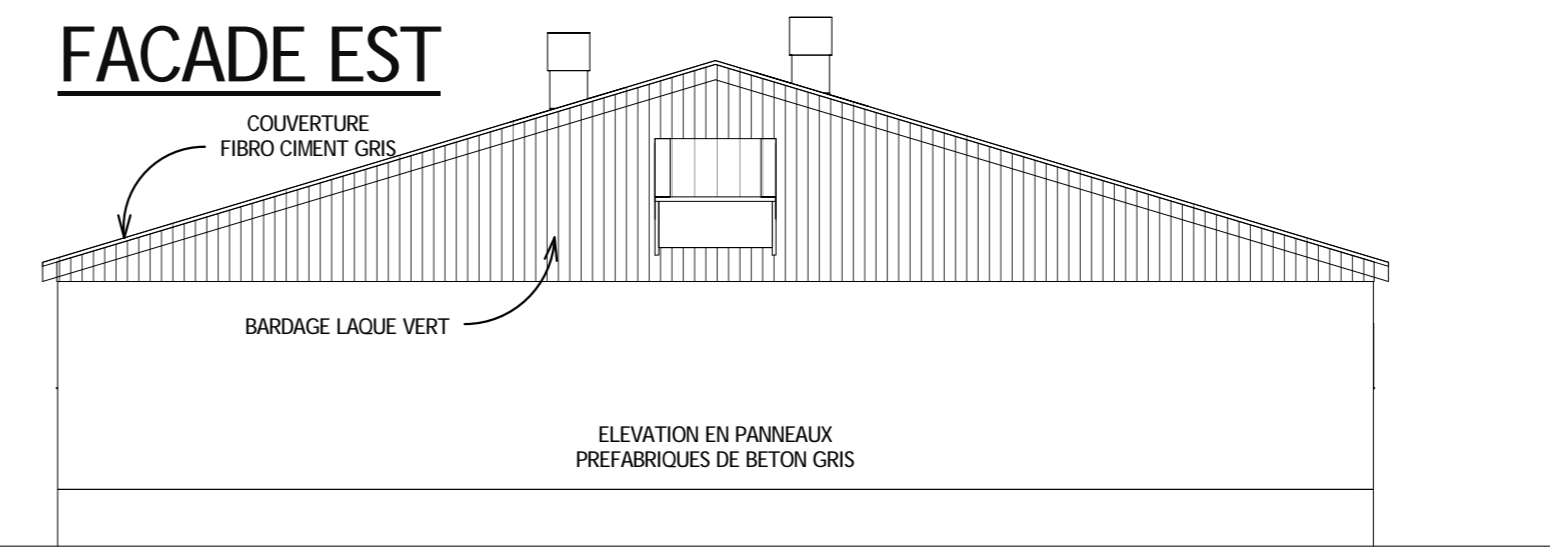 FACADE EST
COUVERTURE
FIBRO CIMENT GRIS
BARDAGE LAQUE VERT
ELEVATION EN PANNEAUX
PREFABRIQUES DE BETON GRIS